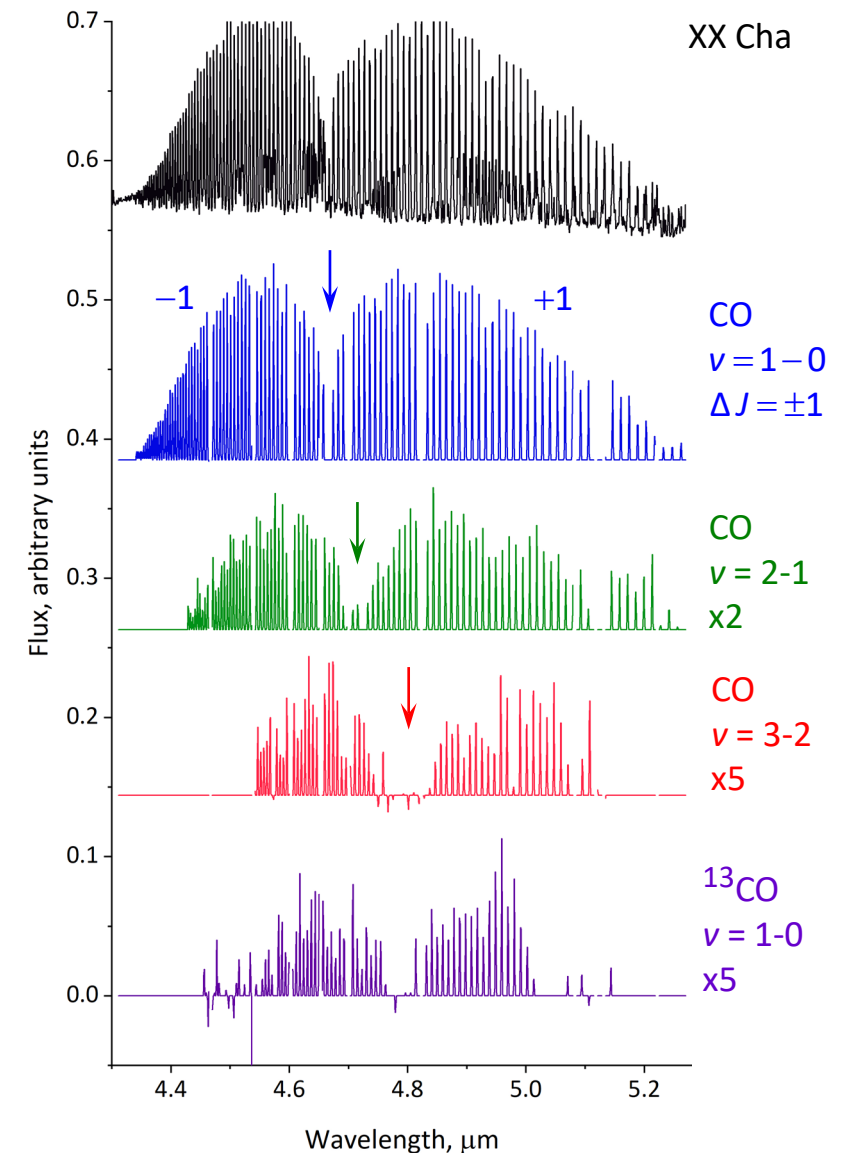 XX Cha
0.7
0.6
0.5
0.4
0.3
0.2
0.1
0.0
Flux, arbitrary units
−1
+1
CO
v = 1−0
Δ J = ±1
CO
v = 2-1
x2
CO
v = 3-2
x5
¹³CO
v = 1-0
x5
4.4 4.6 4.8 5.0 5.2
Wavelength, μm